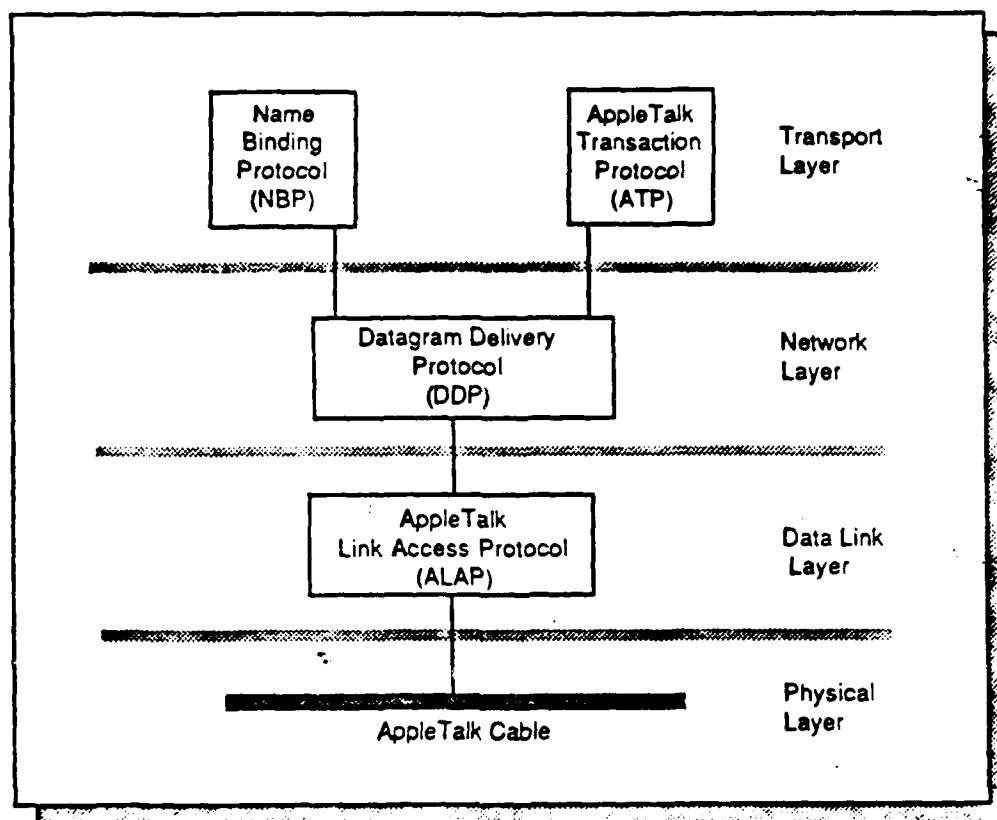 Name
Binding
Protocol
(NBP)
AppleTalk
Transaction
Protocol
(ATP)
Transport
Layer
Datagram Delivery
Protocol
(DDP)
Network
Layer
AppleTalk
Link Access Protocol
(ALAP)
Data Link
Layer
Physical
Layer
AppleTalk Cable